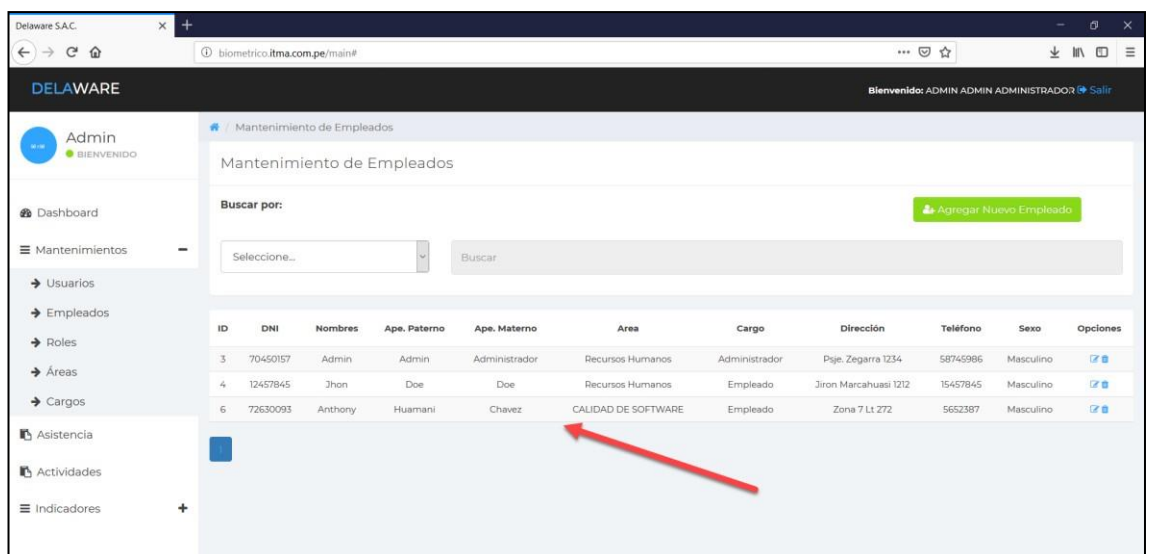 Delaware S.A.C.
biometrico.itma.com.pe/main#
DELAWARE
Bienvenido: ADMIN ADMIN ADMINISTRADOR Salir
Admin
BIENVENIDO
/ Mantenimiento de Empleados
Mantenimiento de Empleados
Buscar por:
Agregar Nuevo Empleado
Seleccione...
Buscar
Dashboard
Mantenimientos
Usuarios
Empleados
Roles
Áreas
Cargos
Asistencia
Actividades
Indicadores
ID DNI Nombres Ape. Paterno Ape. Materno Area Cargo Dirección Teléfono Sexo Opciones
3 70450157 Admin Admin Administrador Recursos Humanos Administrador Psje. Zegarra 1234 58745986 Masculino
4 12457845 Jhon Doe Doe Recursos Humanos Empleado Jiron Marcahuasi 1212 15457845 Masculino
6 72630093 Anthony Huamani Chavez CALIDAD DE SOFTWARE Empleado Zona 7 Lt 272 5652387 Masculino